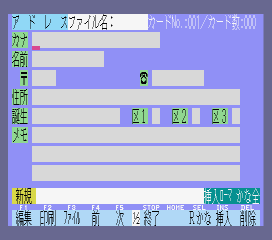 アドレス ファイル名: カードNo.:001/カード数:000
カナ
名前
〒 ☎
住所
誕生 区1 区2 区3
メモ
新規 挿入ローマ かな全
F1 F2 F3 F4 F5 STOP HOME SEL INS DEL
編集 印刷 ファイル 前 次 ½ 終了 Rかな 挿入 削除